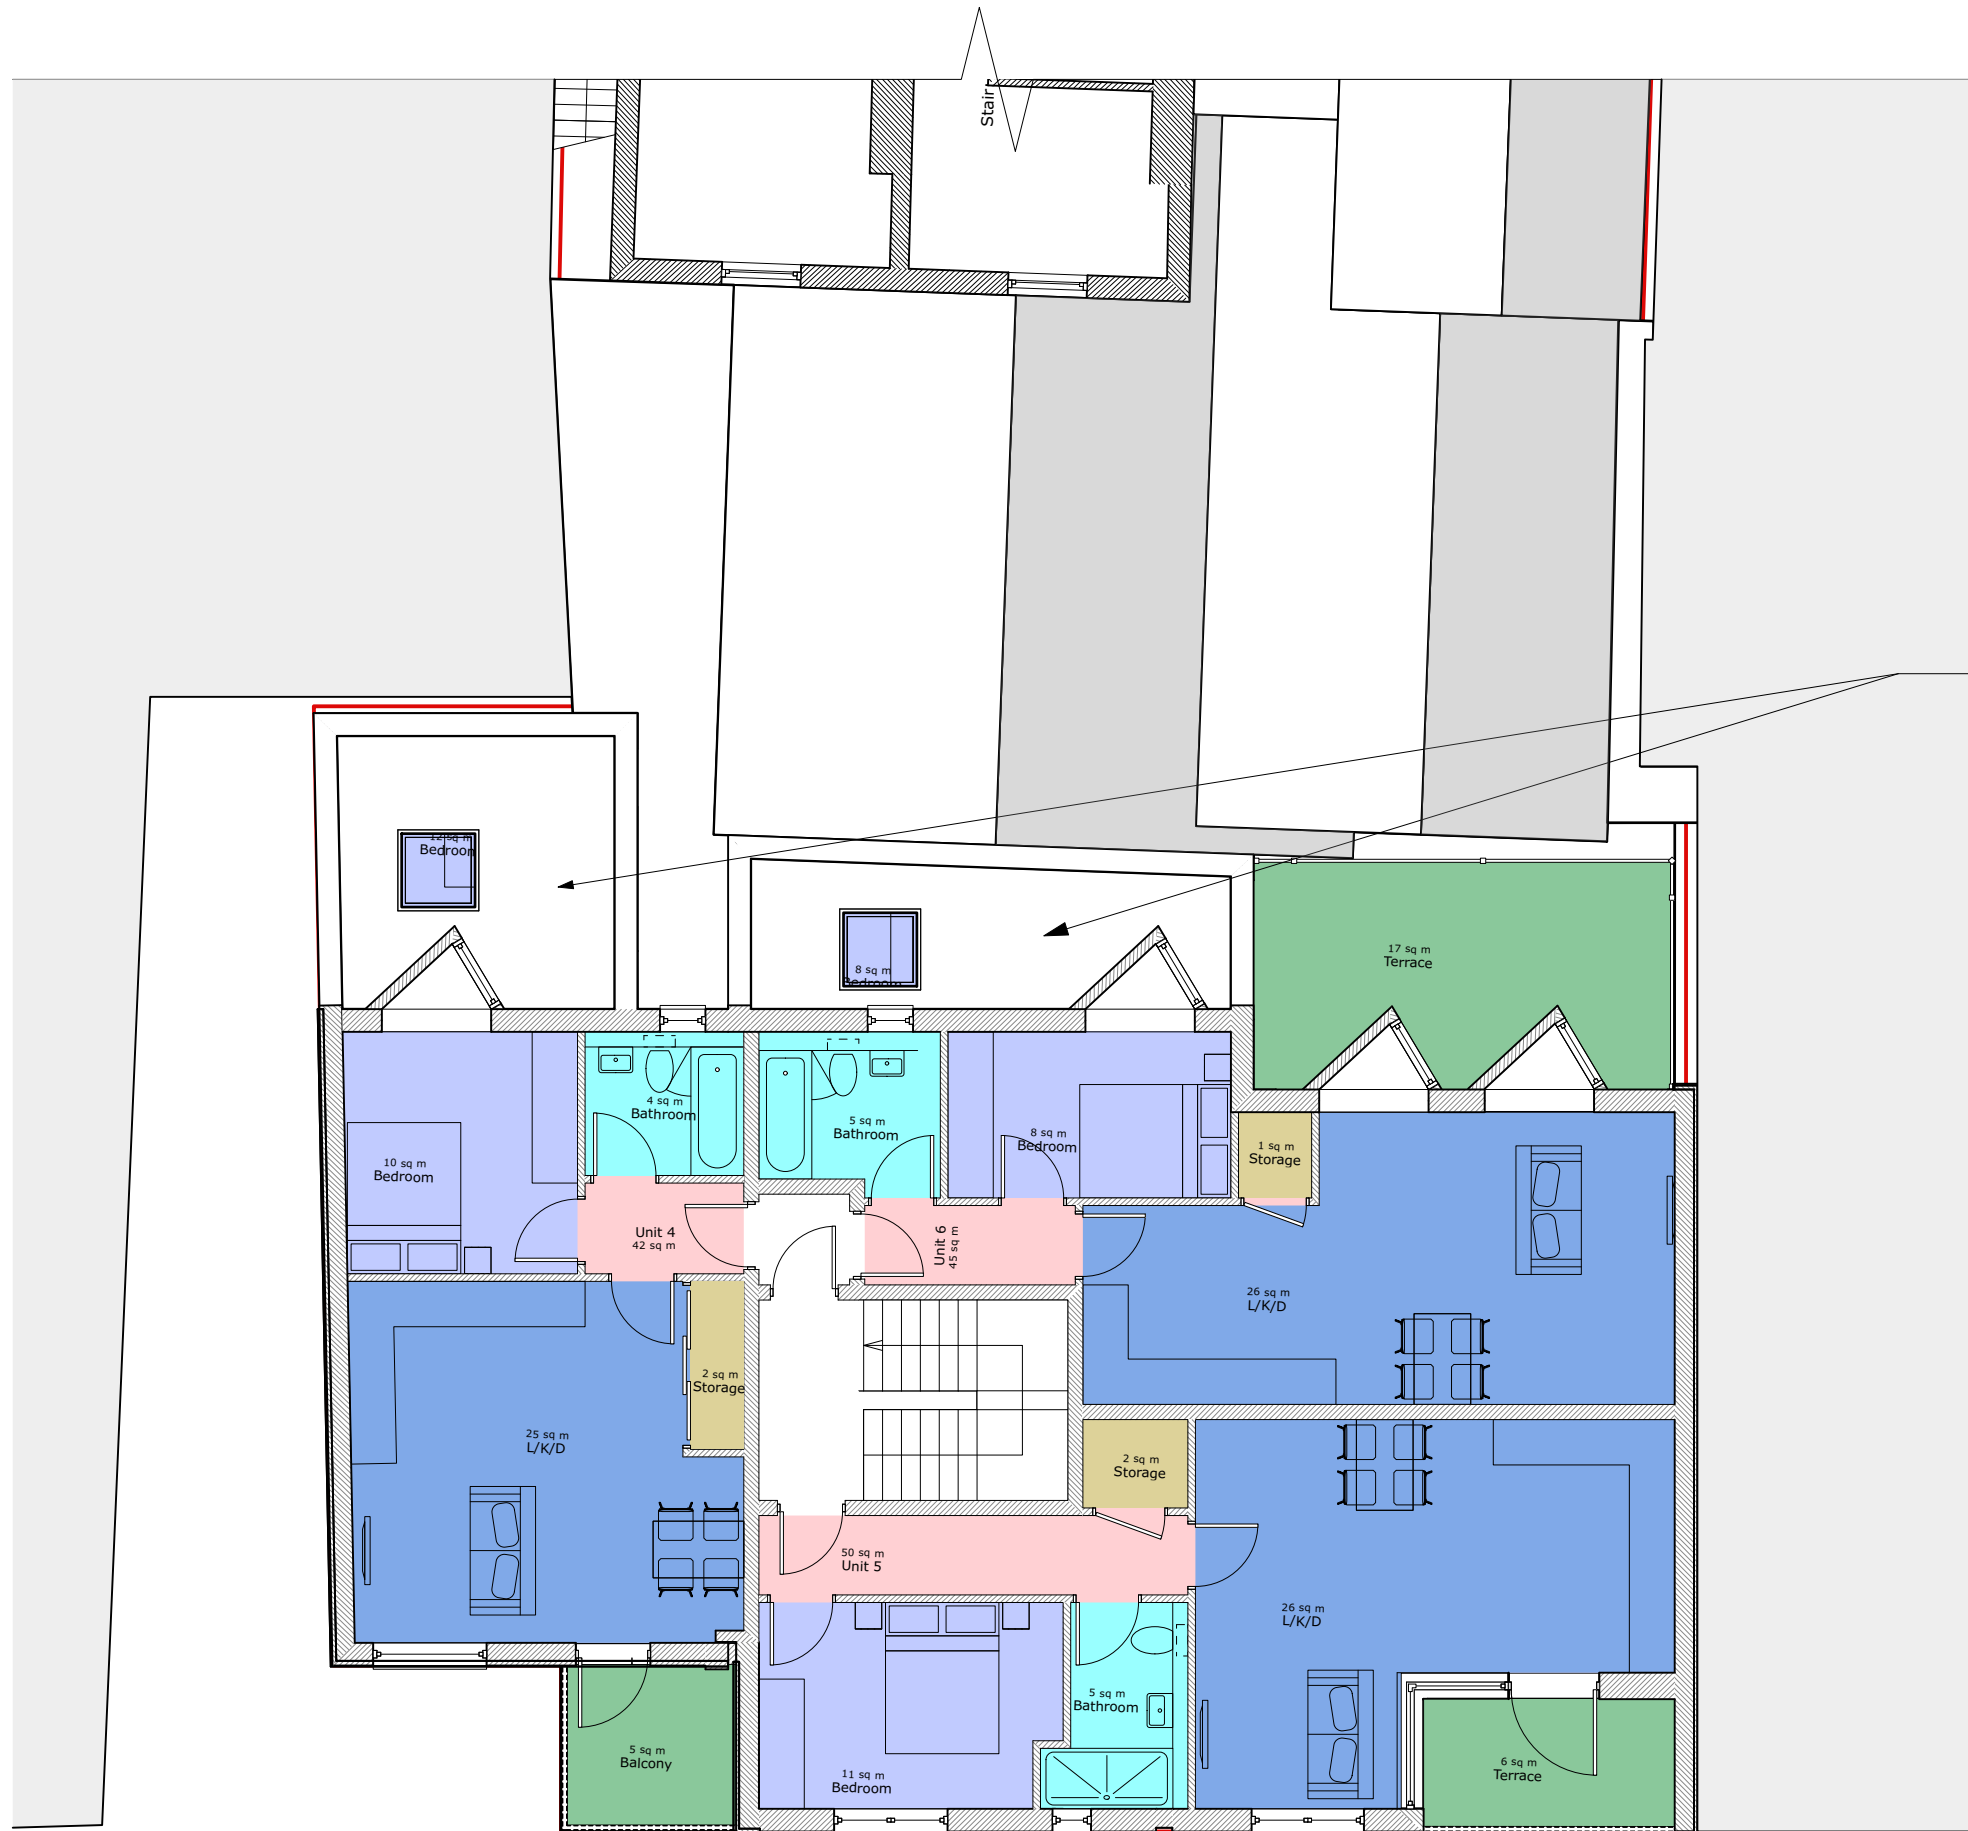 Stair
12 sq m
Bedroom
8 sq m
Bedroom
17 sq m
Terrace
4 sq m
Bathroom
5 sq m
Bathroom
8 sq m
Bedroom
1 sq m
Storage
10 sq m
Bedroom
Unit 4
42 sq m
Unit 6
45 sq m
26 sq m
L/K/D
2 sq m
Storage
25 sq m
L/K/D
2 sq m
Storage
50 sq m
Unit 5
26 sq m
L/K/D
5 sq m
Bathroom
5 sq m
Balcony
11 sq m
Bedroom
6 sq m
Terrace